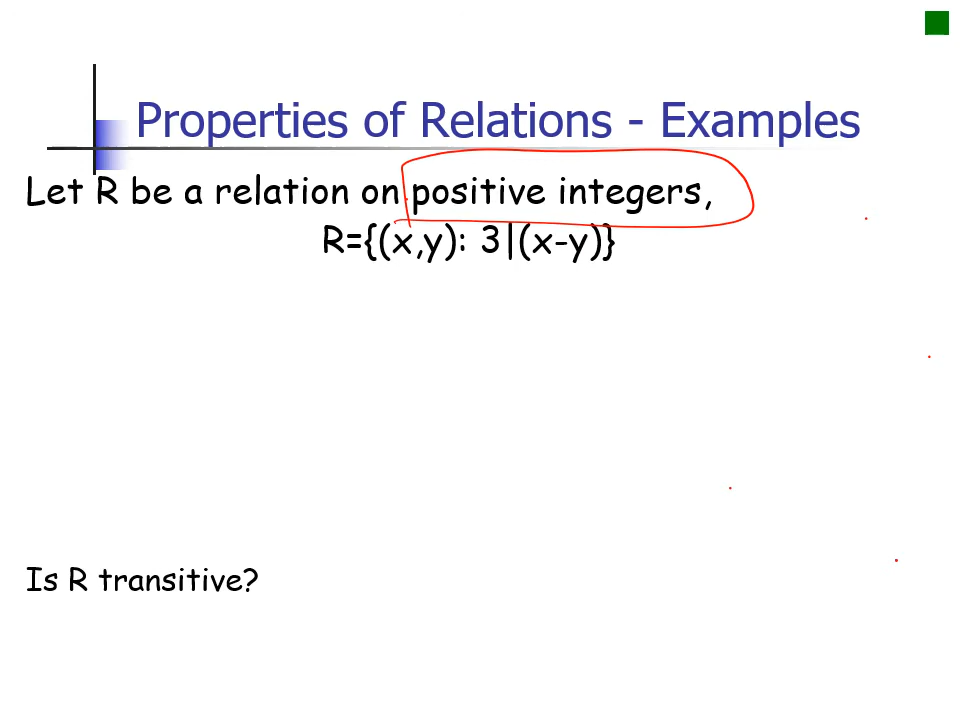 Properties of Relations - Examples
Let R be a relation on positive integers,
R={(x,y): 3|(x-y)}
Is R transitive?